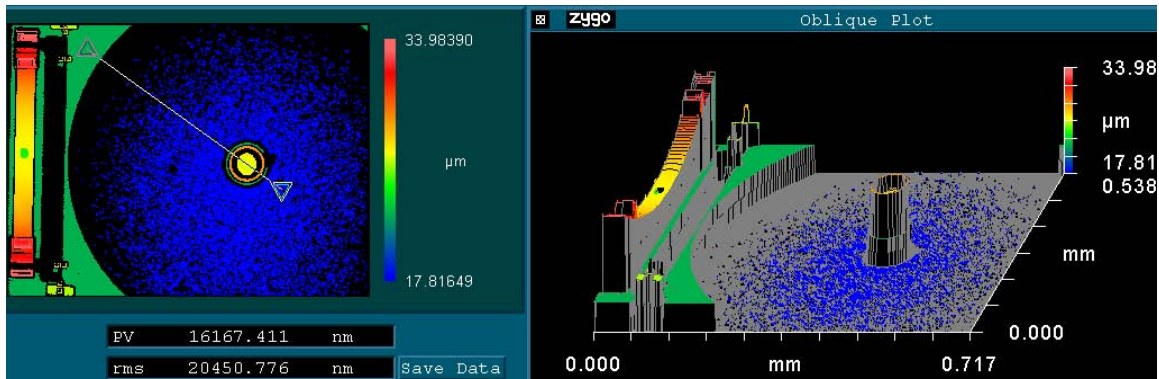 33.98390
µm
17.81649
PV 16167.411 nm
rms 20450.776 nm
Save Data
zygo
Oblique Plot
33.98
µm
17.81
0.538
mm
0.000
0.000 mm 0.717